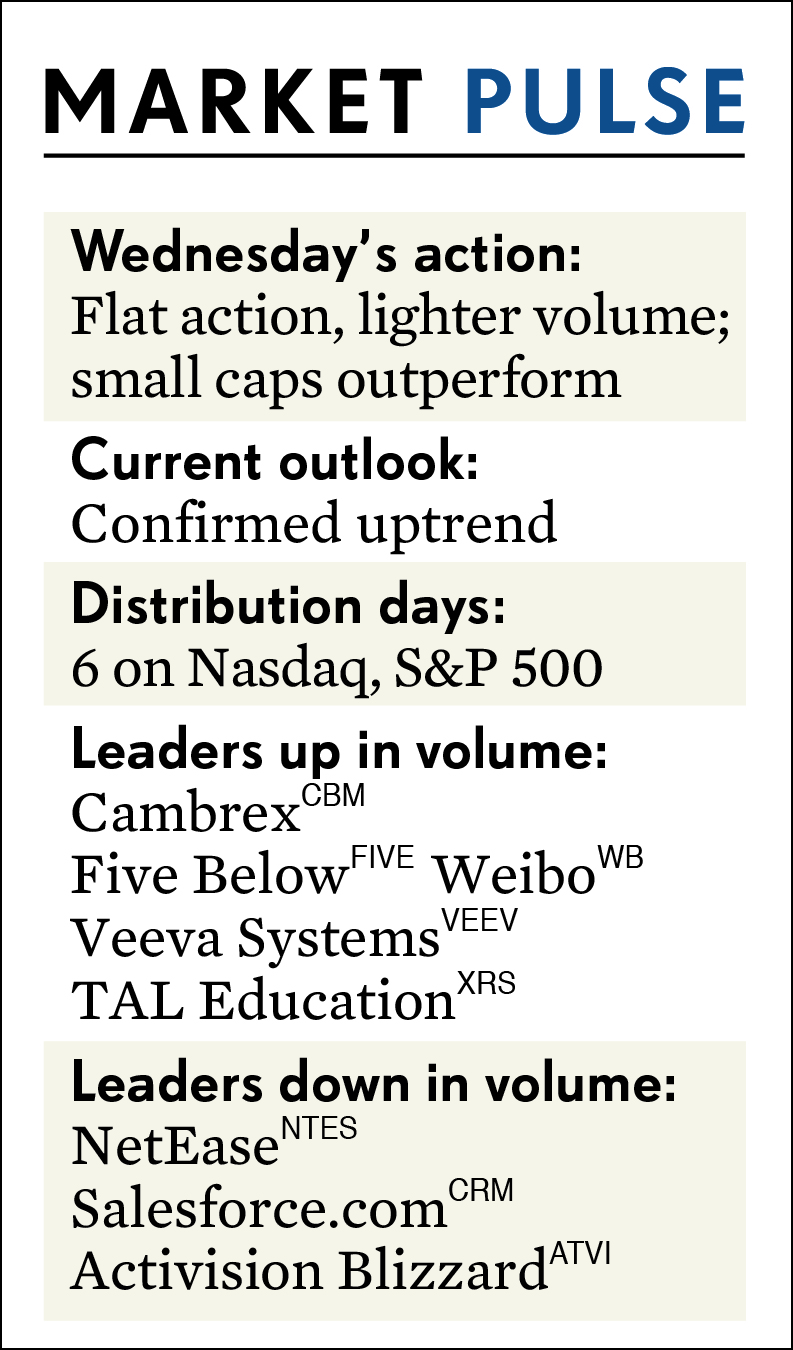 MARKET PULSE
Wednesday’s action:
Flat action, lighter volume;
small caps outperform
Current outlook:
Confirmed uptrend
Distribution days:
6 on Nasdaq, S&P 500
Leaders up in volume:
Cambrex CBM
Five Below FIVE Weibo WB
Veeva Systems VEEV
TAL Education XRS
Leaders down in volume:
NetEase NTES
Salesforce.com CRM
Activision Blizzard ATVI